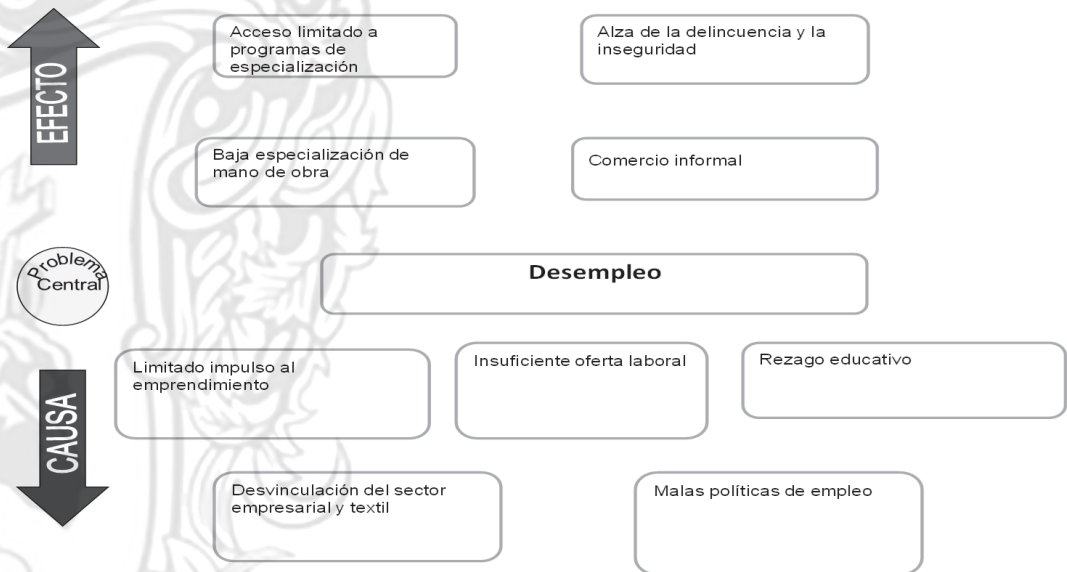 EFECTO
Acceso limitado a
programas de
especialización
Alza de la delincuencia y la
inseguridad
Baja especialización de
mano de obra
Comercio informal
Problema
Central
Desempleo
CAUSA
Limitado impulso al
emprendimiento
Insuficiente oferta laboral
Rezago educativo
Desvinculación del sector
empresarial y textil
Malas políticas de empleo